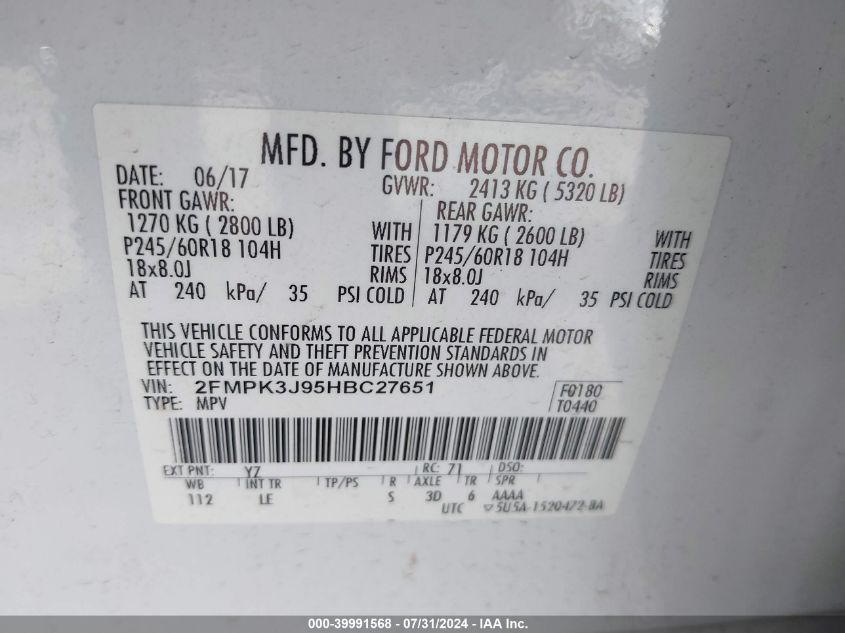 MFD. BY FORD MOTOR CO.
DATE: 06/17 GVWR: 2413 KG ( 5320 LB)
FRONT GAWR: REAR GAWR:
1270 KG ( 2800 LB) WITH 1179 KG ( 2600 LB) WITH
P245/60R18 104H TIRES P245/60R18 104H TIRES
18x8.0J RIMS 18x8.0J RIMS
AT 240 kPa/ 35 PSI COLD AT 240 kPa/ 35 PSI COLD
THIS VEHICLE CONFORMS TO ALL APPLICABLE FEDERAL MOTOR
VEHICLE SAFETY AND THEFT PREVENTION STANDARDS IN
EFFECT ON THE DATE OF MANUFACTURE SHOWN ABOVE.
VIN: 2FMPK3J95HBC27651 F0180
TYPE: MPV T0440
EXT PNT: YZ RC: 71 DSO:
WB INT TR TP/PS R AXLE TR SPR
112 LE S 3D 6 AAAA
UTC ▽5U5A-1520472-BA
000-39991568 - 07/31/2024 - IAA Inc.